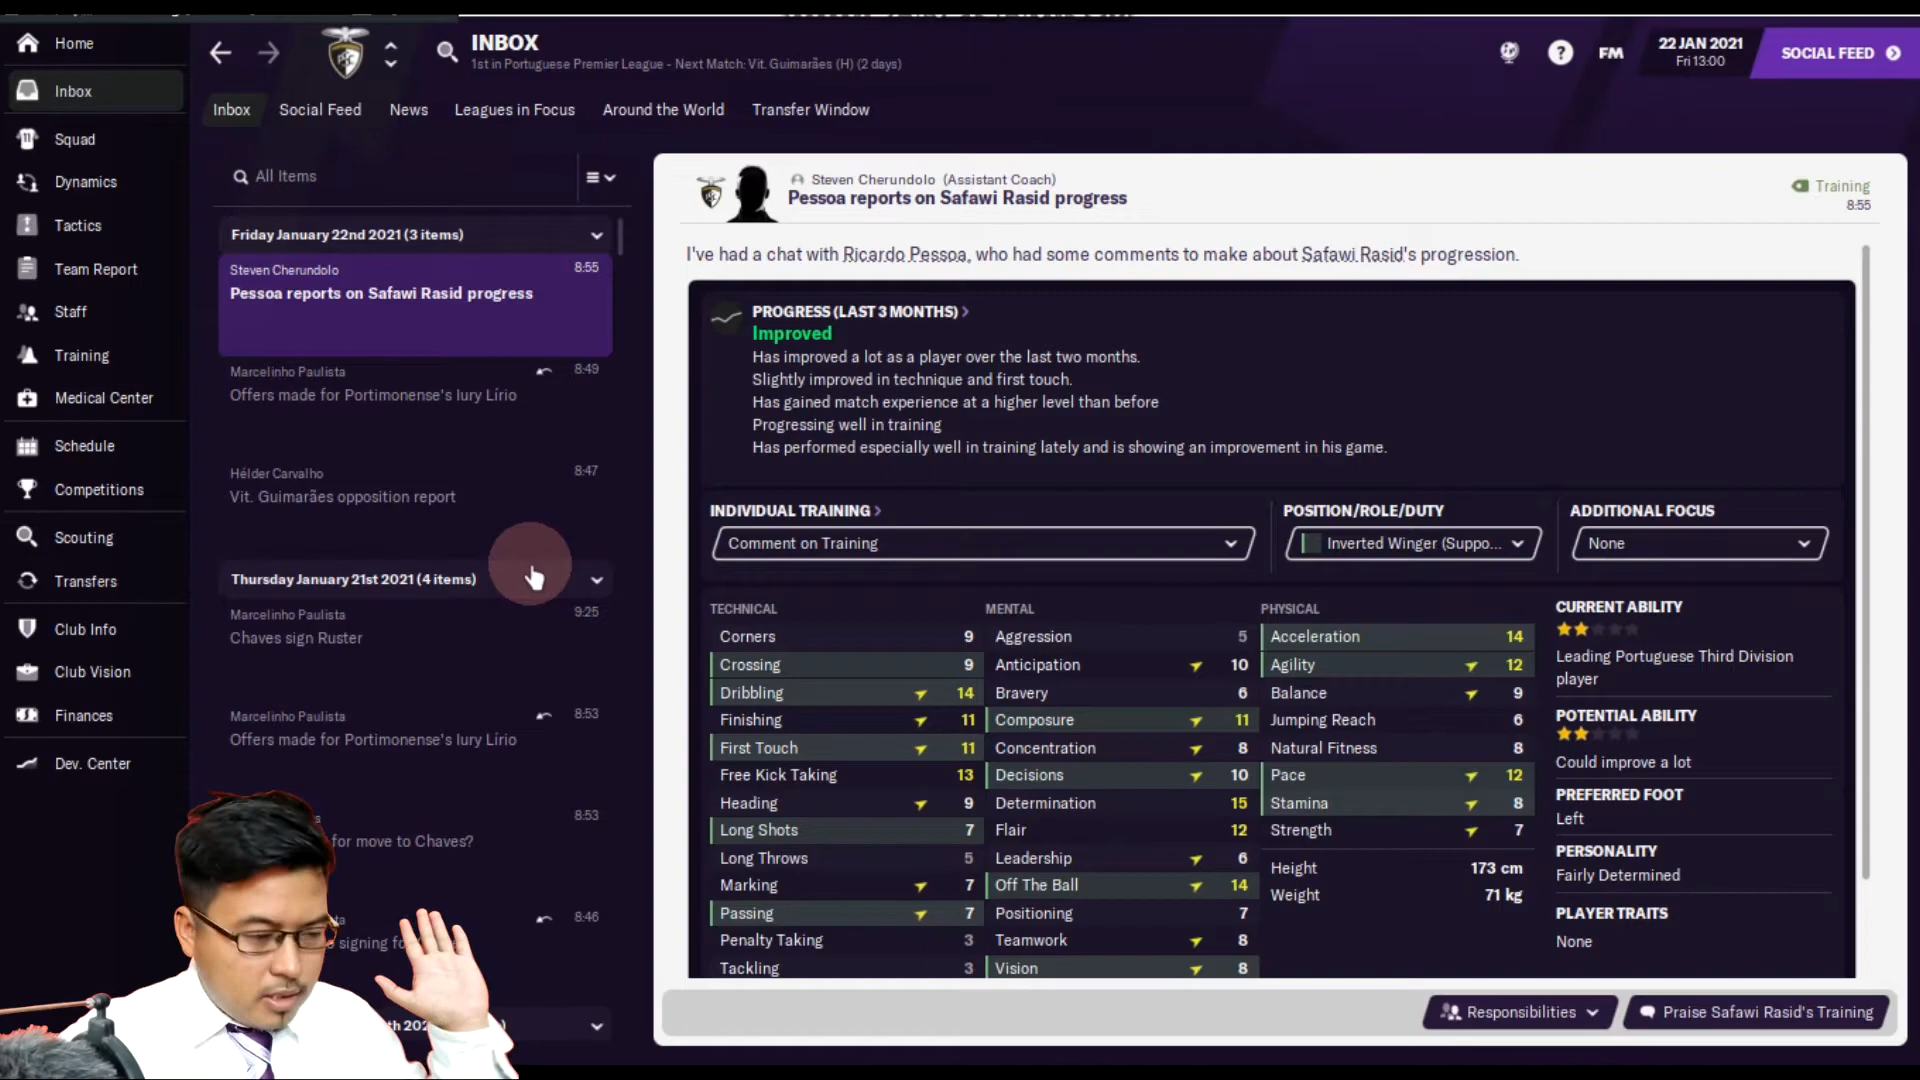 Home
Inbox
Squad
Dynamics
Tactics
Team Report
Staff
Training
Medical Center
Schedule
Competitions
Scouting
Transfers
Club Info
Club Vision
Finances
Dev. Center
INBOX
1st in Portuguese Premier League - Next Match: Vit. Guimarães (H) (2 days)
FM
22 JAN 2021
Fri 13:00
SOCIAL FEED
Inbox Social Feed News Leagues in Focus Around the World Transfer Window
All Items
Friday January 22nd 2021 (3 items)
Steven Cherundolo 8:55
Pessoa reports on Safawi Rasid progress
Marcelinho Paulista 8:49
Offers made for Portimonense's Iury Lírio
Hélder Carvalho 8:47
Vit. Guimarães opposition report
Thursday January 21st 2021 (4 items)
Marcelinho Paulista 9:25
Chaves sign Ruster
Marcelinho Paulista 8:53
Offers made for Portimonense's Iury Lírio
8:53
for move to Chaves?
8:46
signing
Steven Cherundolo (Assistant Coach)
Pessoa reports on Safawi Rasid progress
Training
8:55
I've had a chat with Ricardo Pessoa, who had some comments to make about Safawi Rasid's progression.
PROGRESS (LAST 3 MONTHS)
Improved
Has improved a lot as a player over the last two months.
Slightly improved in technique and first touch.
Has gained match experience at a higher level than before
Progressing well in training
Has performed especially well in training lately and is showing an improvement in his game.
INDIVIDUAL TRAINING
Comment on Training
POSITION/ROLE/DUTY
Inverted Winger (Suppo...
ADDITIONAL FOCUS
None
TECHNICAL
Corners 9
Crossing 9
Dribbling 14
Finishing 11
First Touch 11
Free Kick Taking 13
Heading 9
Long Shots 7
Long Throws 5
Marking 7
Passing 7
Penalty Taking 3
Tackling 3
MENTAL
Aggression 5
Anticipation 10
Bravery 6
Composure 11
Concentration 8
Decisions 10
Determination 15
Flair 12
Leadership 6
Off The Ball 14
Positioning 7
Teamwork 8
Vision 8
PHYSICAL
Acceleration 14
Agility 12
Balance 9
Jumping Reach 6
Natural Fitness 8
Pace 12
Stamina 8
Strength 7
Height 173 cm
Weight 71 kg
CURRENT ABILITY
Leading Portuguese Third Division
player
POTENTIAL ABILITY
Could improve a lot
PREFERRED FOOT
Left
PERSONALITY
Fairly Determined
PLAYER TRAITS
None
Responsibilities
Praise Safawi Rasid's Training